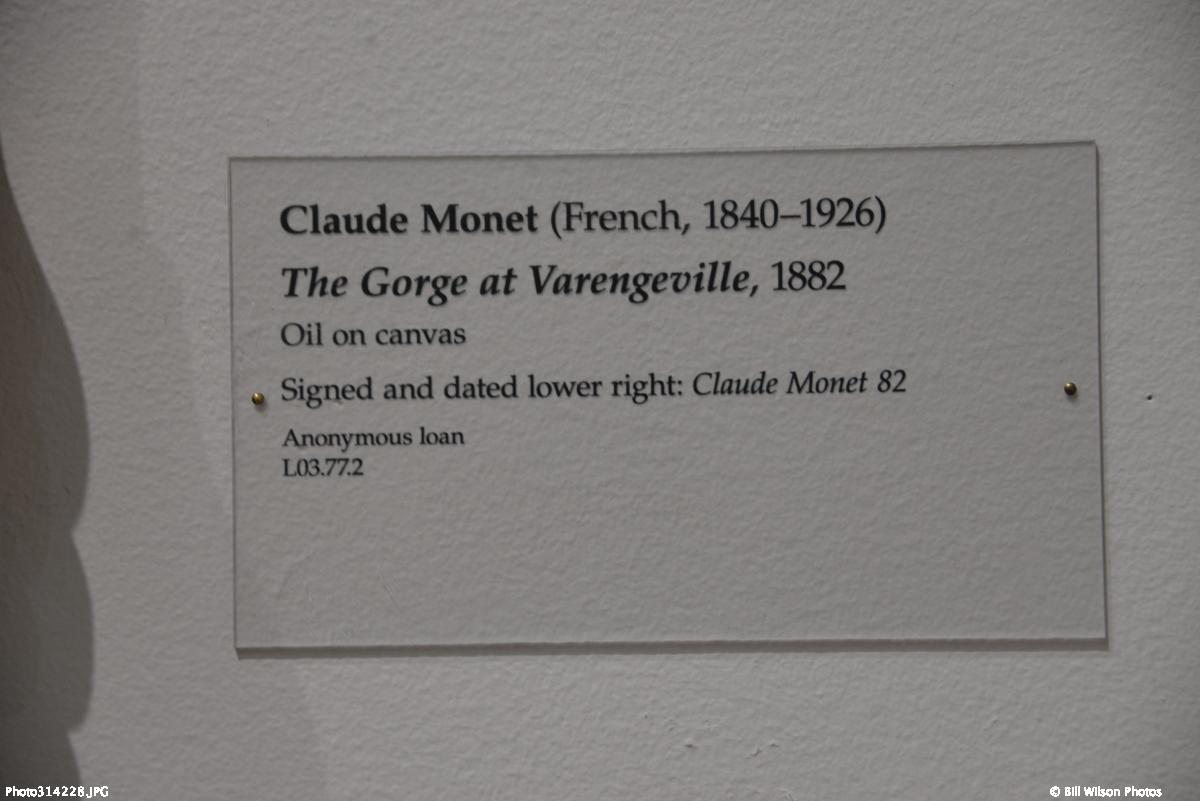 Claude Monet (French, 1840–1926)
The Gorge at Varengeville, 1882
Oil on canvas
Signed and dated lower right: Claude Monet 82
Anonymous loan
L03.77.2
Photo314228.JPG
© Bill Wilson Photos